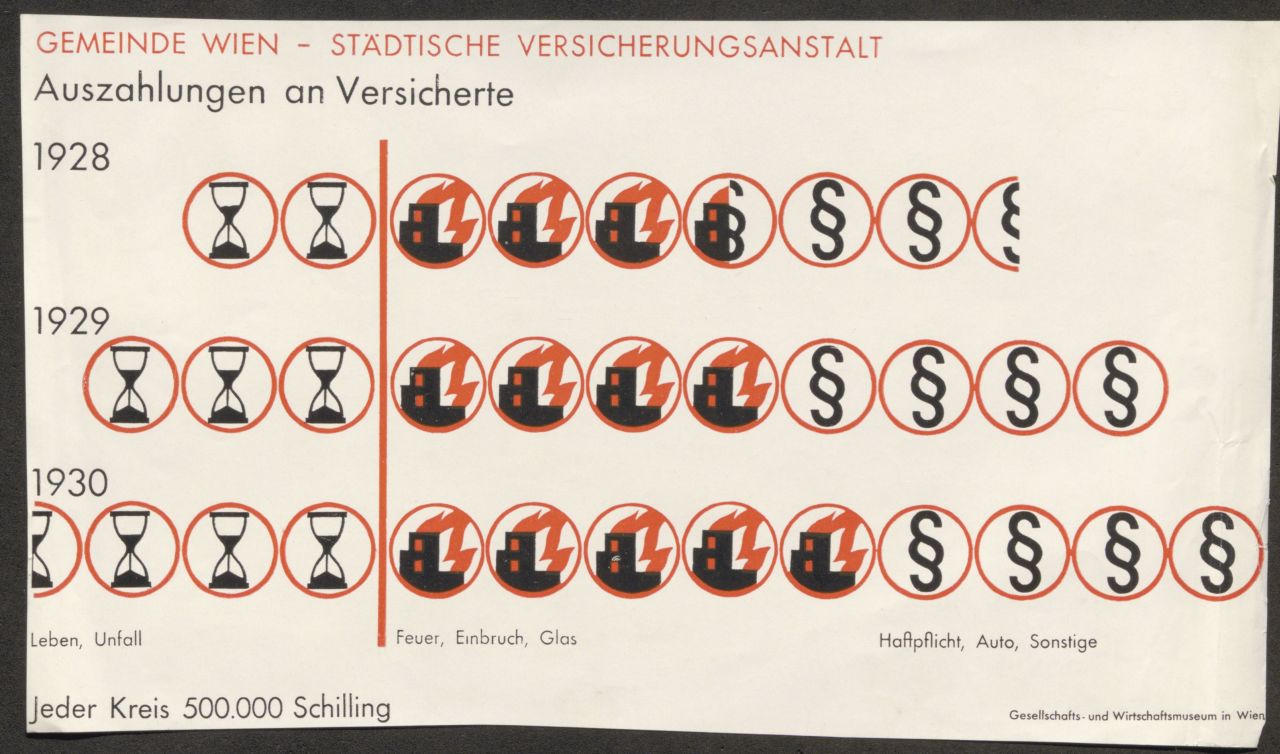 GEMEINDE WIEN – STÄDTISCHE VERSICHERUNGSANSTALT
Auszahlungen an Versicherte
1928
§ § § §
1929
§ § § §
1930
§ § § §
Leben, Unfall
Feuer, Einbruch, Glas
Haftpflicht, Auto, Sonstige
Jeder Kreis 500.000 Schilling
Gesellschafts- und Wirtschaftsmuseum in Wien